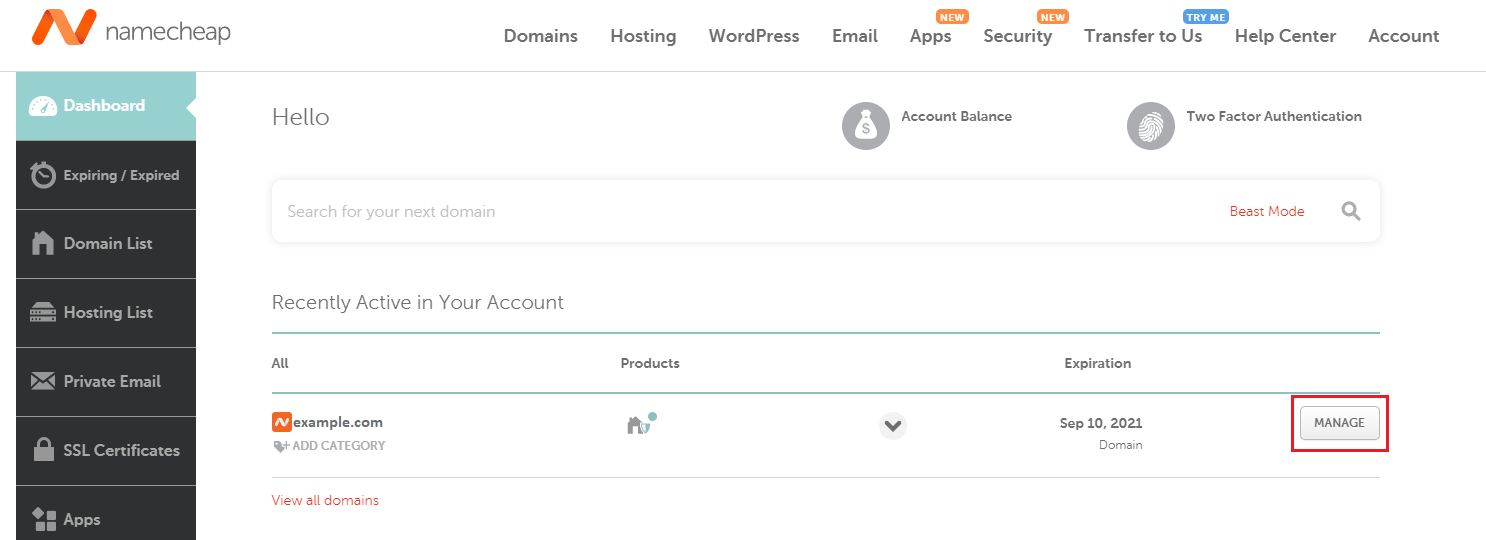 namecheap
NEW NEW TRY ME
Domains Hosting WordPress Email Apps Security Transfer to Us Help Center Account
Dashboard
Expiring / Expired
Domain List
Hosting List
Private Email
SSL Certificates
Apps
Hello
$ Account Balance
Two Factor Authentication
Search for your next domain Beast Mode
Recently Active in Your Account
All Products Expiration
example.com Sep 10, 2021 MANAGE
ADD CATEGORY Domain
View all domains